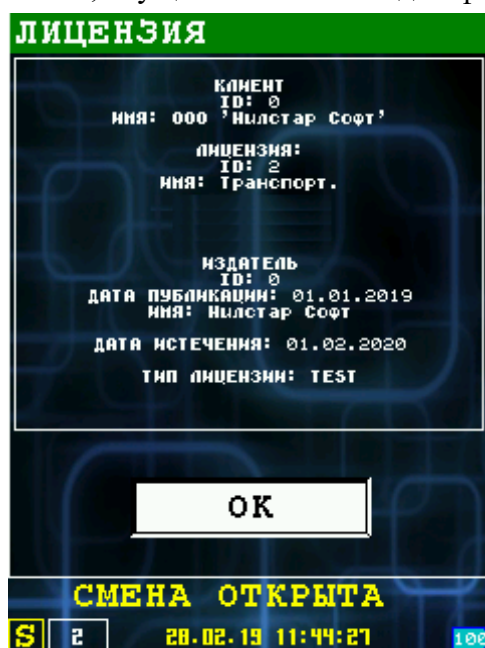 ЛИЦЕНЗИЯ
КЛИЕНТ
ID: 0
ИМЯ: ООО 'Нилстар Софт'
ЛИЦЕНЗИЯ:
ID: 2
ИМЯ: Транспорт.
ИЗДАТЕЛЬ
ID: 0
ДАТА ПУБЛИКАЦИИ: 01.01.2019
ИМЯ: Нилстар Софт
ДАТА ИСТЕЧЕНИЯ: 01.02.2020
ТИП ЛИЦЕНЗИИ: TEST
OK
СМЕНА ОТКРЫТА
S 2 28.02.19 11:44:27 100